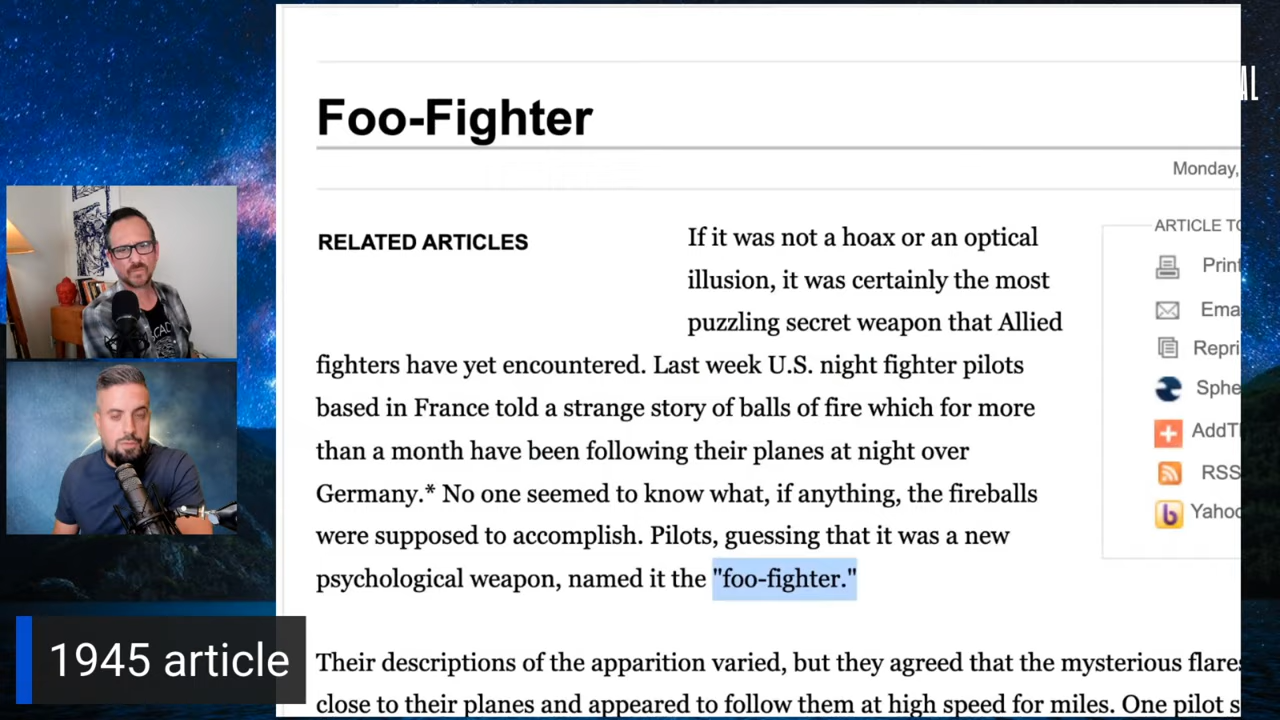 AL
Foo-Fighter
Monday,
RELATED ARTICLES
If it was not a hoax or an optical
illusion, it was certainly the most
puzzling secret weapon that Allied
fighters have yet encountered. Last week U.S. night fighter pilots
based in France told a strange story of balls of fire which for more
than a month have been following their planes at night over
Germany.* No one seemed to know what, if anything, the fireballs
were supposed to accomplish. Pilots, guessing that it was a new
psychological weapon, named it the "foo-fighter."
Their descriptions of the apparition varied, but they agreed that the mysterious flares
close to their planes and appeared to follow them at high speed for miles. One pilot s
ARTICLE TO
Print
Ema
Repri
Sphe
AddT
RSS
Yahoo
1945 article